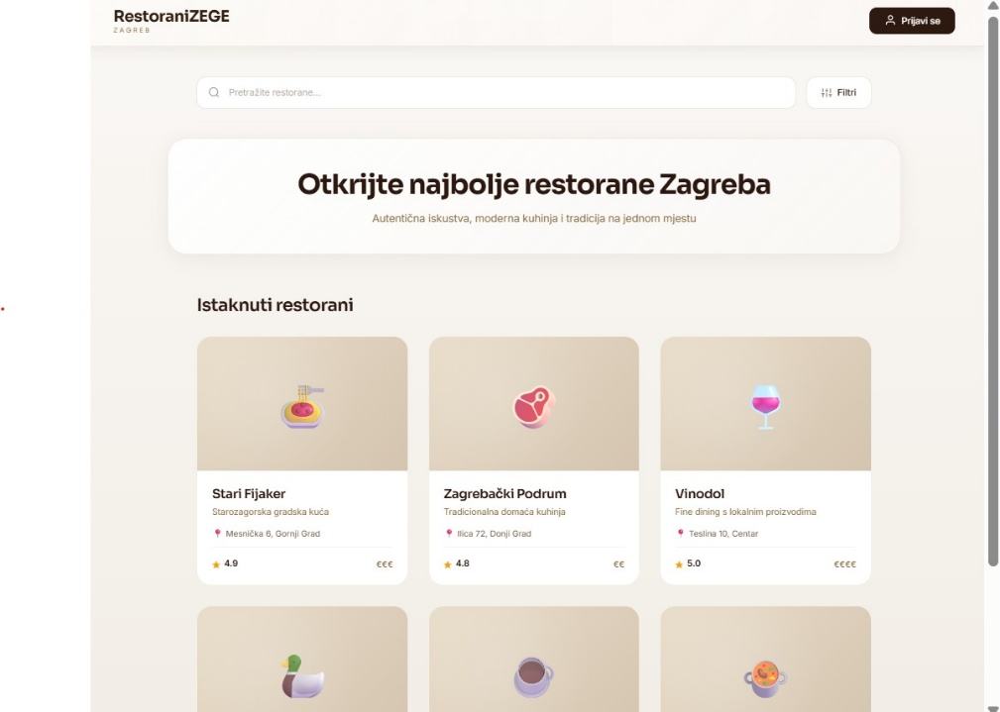 RestoraniZEGE
ZAGREB
Prijavi se
Pretražite restorane...
Filtri
Otkrijte najbolje restorane Zagreba
Autentična iskustva, moderna kuhinja i tradicija na jednom mjestu
Istaknuti restorani
Stari Fijaker
Starozagorska gradska kuća
Mesnička 6, Gornji Grad
4.9 €€€
Zagrebački Podrum
Tradicionalna domaća kuhinja
Ilica 72, Donji Grad
4.8 €€
Vinodol
Fine dining s lokalnim proizvodima
Teslina 10, Centar
5.0 €€€€